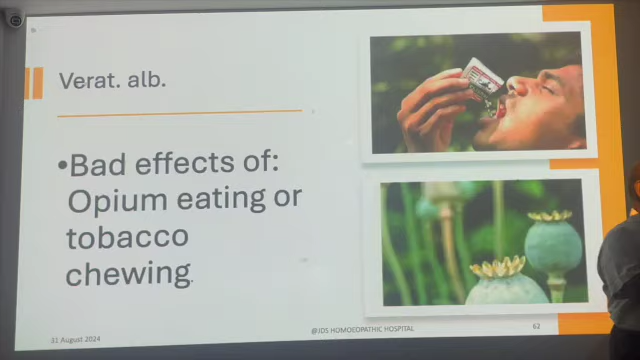 Verat. alb.
•Bad effects of:
Opium eating or
tobacco
chewing.
31 August 2024
@JDS HOMOEOPATHIC HOSPITAL
62